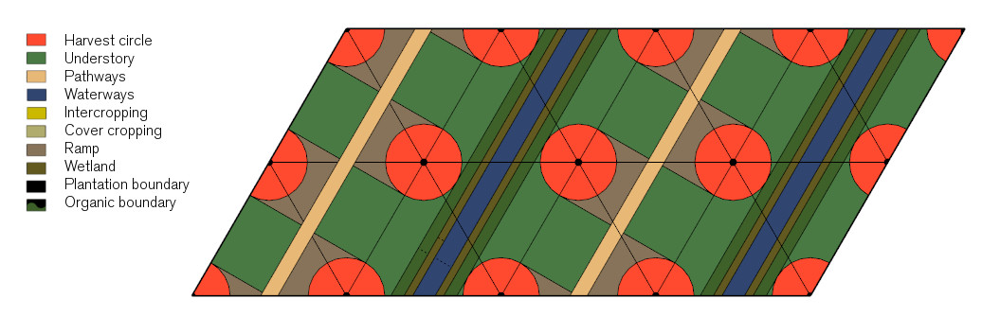 Harvest circle
Understory
Pathways
Waterways
Intercropping
Cover cropping
Ramp
Wetland
Plantation boundary
Organic boundary